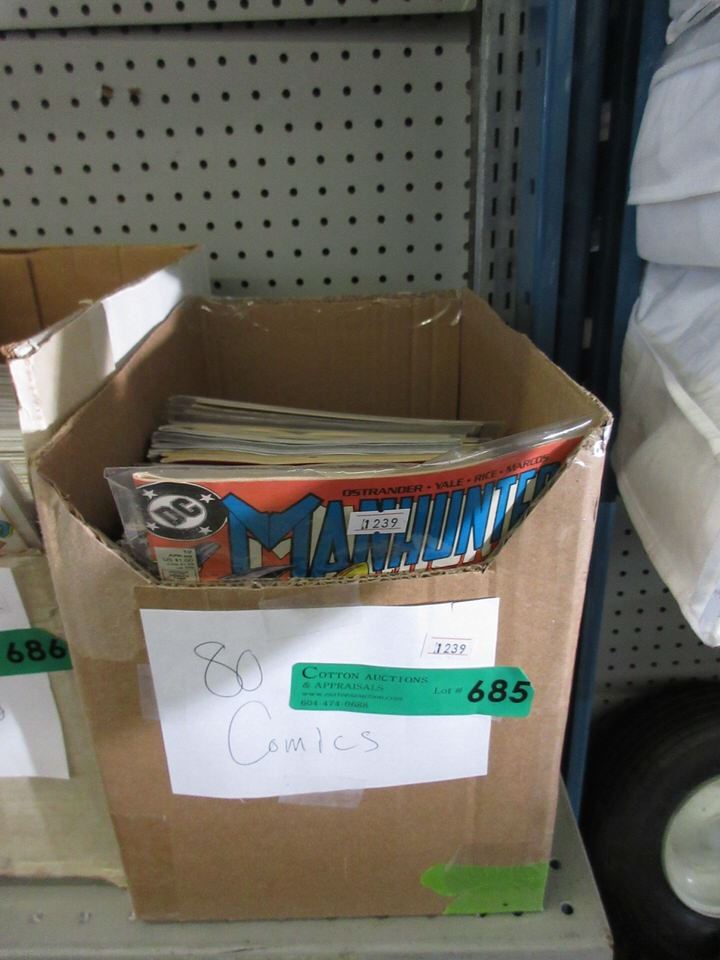 OSTRANDER • YALE • RICE • MARCOS
DC
MANHUNTER
1239
12
80
Comics
1239
COTTON AUCTIONS
& APPRAISALS
604 474 0688
Lot # 685
686